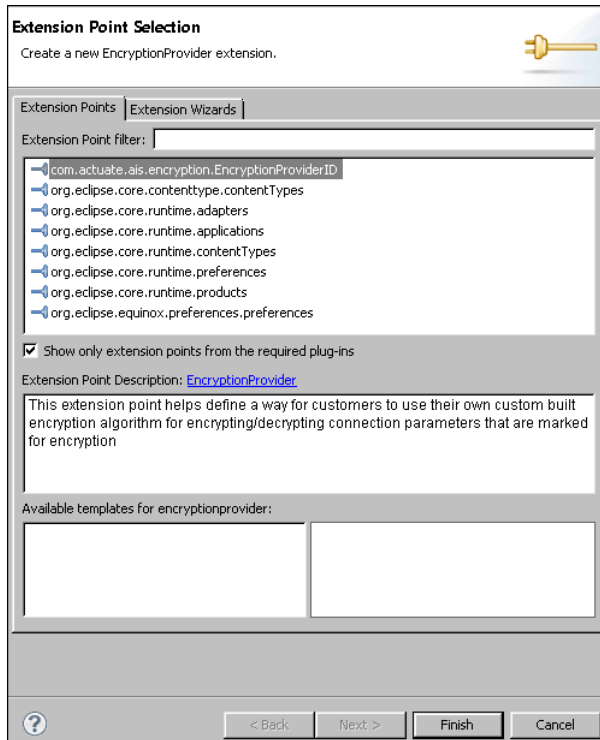 Extension Point Selection
Create a new EncryptionProvider extension.
Extension Points
Extension Wizards
Extension Point filter:
com.actuate.ais.encryption.EncryptionProviderID
org.eclipse.core.contenttype.contentTypes
org.eclipse.core.runtime.adapters
org.eclipse.core.runtime.applications
org.eclipse.core.runtime.contentTypes
org.eclipse.core.runtime.preferences
org.eclipse.core.runtime.products
org.eclipse.equinox.preferences.preferences
Show only extension points from the required plug-ins
Extension Point Description: EncryptionProvider
This extension point helps define a way for customers to use their own custom built
encryption algorithm for encrypting/decrypting connection parameters that are marked
for encryption
Available templates for encryptionprovider:
?
< Back
Next >
Finish
Cancel